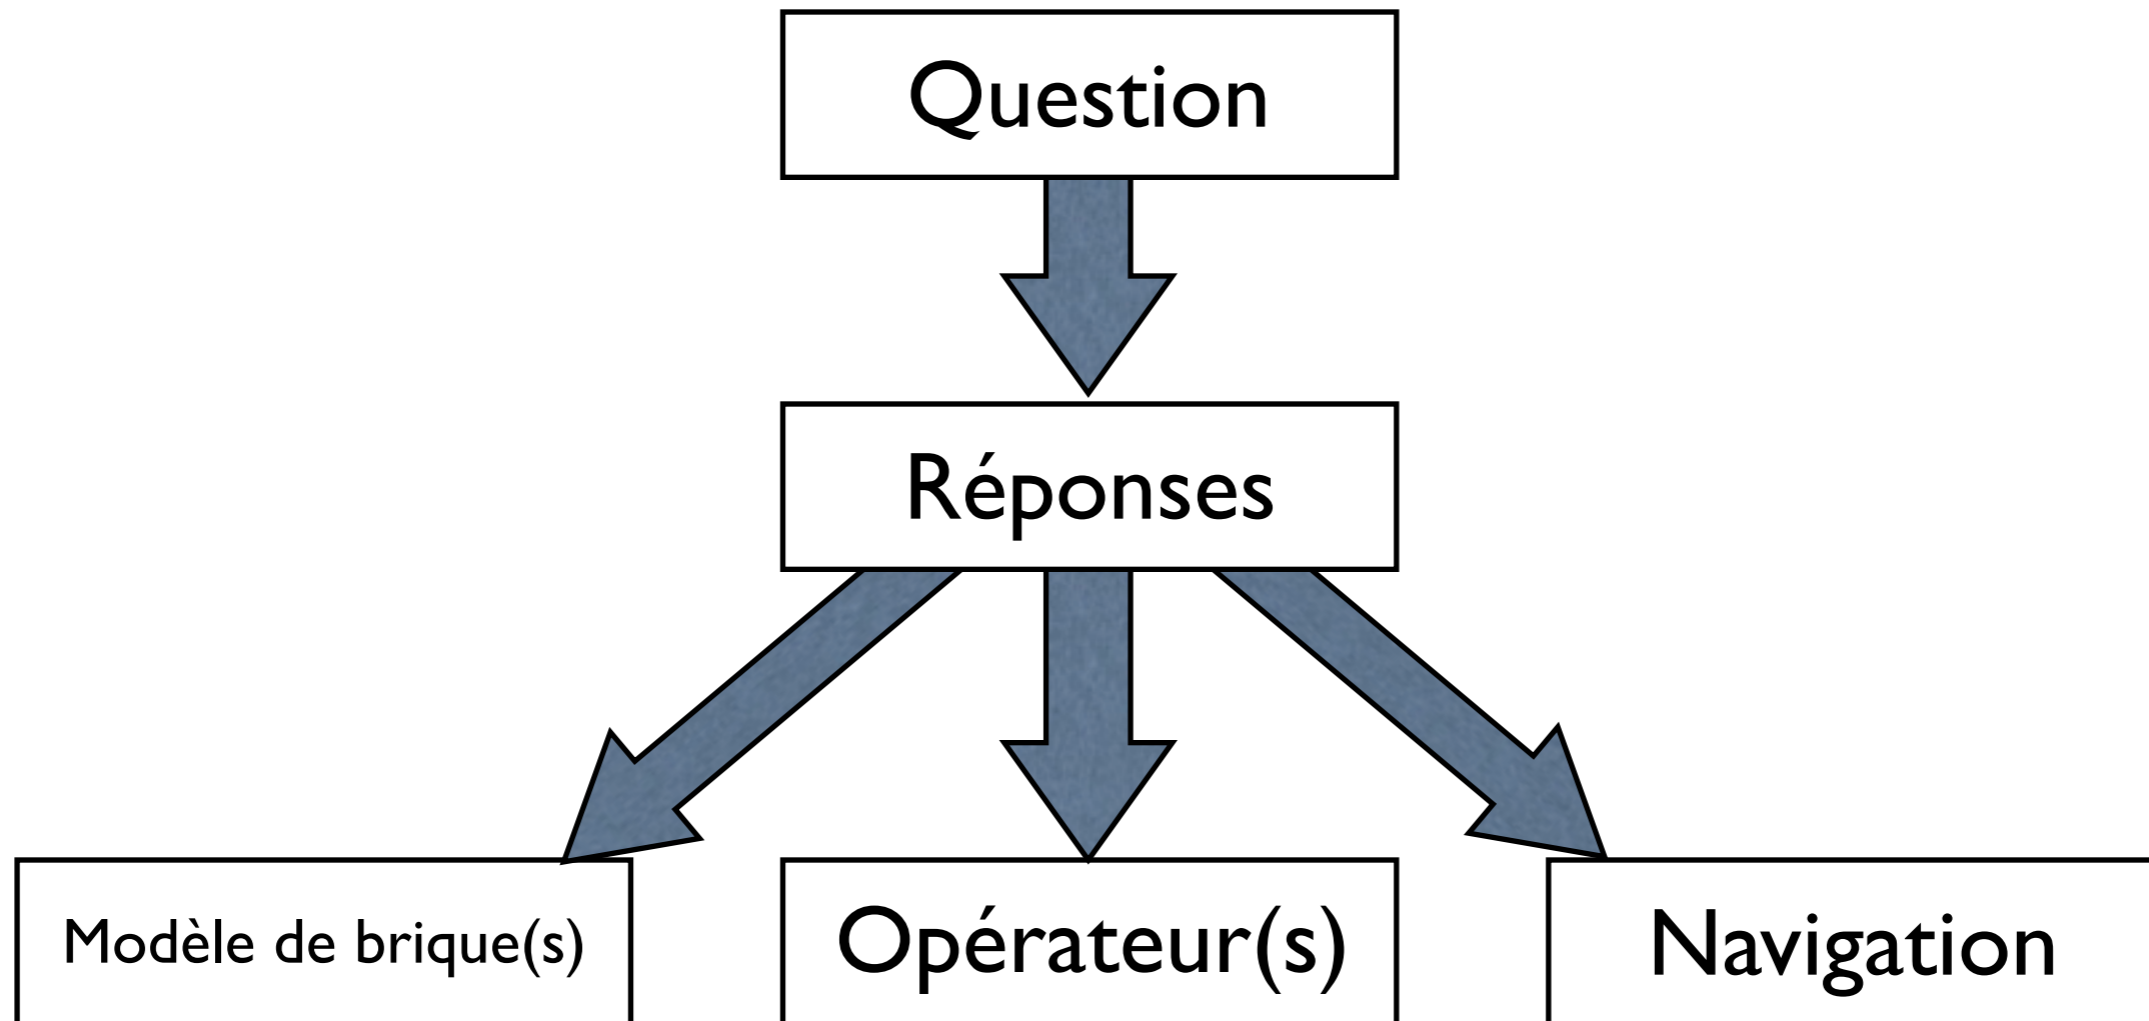 Question
Réponses
Modèle de brique(s)
Opérateur(s)
Navigation